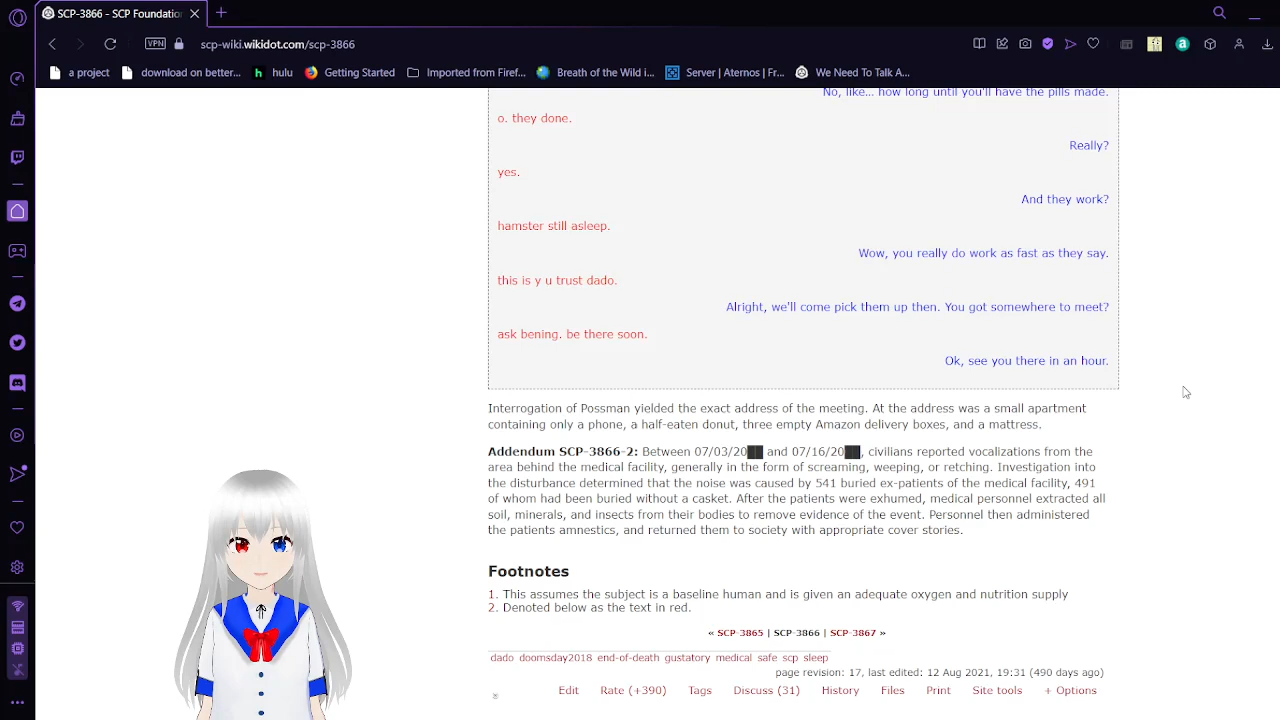 SCP-3866 - SCP Foundation
VPN
scp-wiki.wikidot.com/scp-3866
a project
download on better...
hulu
Getting Started
Imported from Firef...
Breath of the Wild i...
Server | Aternos | Fr...
We Need To Talk A...
No, like... how long until you'll have the pills made.
o. they done.
Really?
yes.
And they work?
hamster still asleep.
Wow, you really do work as fast as they say.
this is y u trust dado.
Alright, we'll come pick them up then. You got somewhere to meet?
ask bening. be there soon.
Ok, see you there in an hour.
Interrogation of Possman yielded the exact address of the meeting. At the address was a small apartment
containing only a phone, a half-eaten donut, three empty Amazon delivery boxes, and a mattress.
Addendum SCP-3866-2: Between 07/03/20██ and 07/16/20██, civilians reported vocalizations from the
area behind the medical facility, generally in the form of screaming, weeping, or retching. Investigation into
the disturbance determined that the noise was caused by 541 buried ex-patients of the medical facility, 491
of whom had been buried without a casket. After the patients were exhumed, medical personnel extracted all
soil, minerals, and insects from their bodies to remove evidence of the event. Personnel then administered
the patients amnestics, and returned them to society with appropriate cover stories.
Footnotes
1. This assumes the subject is a baseline human and is given an adequate oxygen and nutrition supply
2. Denoted below as the text in red.
« SCP-3865 | SCP-3866 | SCP-3867 »
dado doomsday2018 end-of-death gustatory medical safe scp sleep
page revision: 17, last edited: 12 Aug 2021, 19:31 (490 days ago)
Edit
Rate (+390)
Tags
Discuss (31)
History
Files
Print
Site tools
+ Options